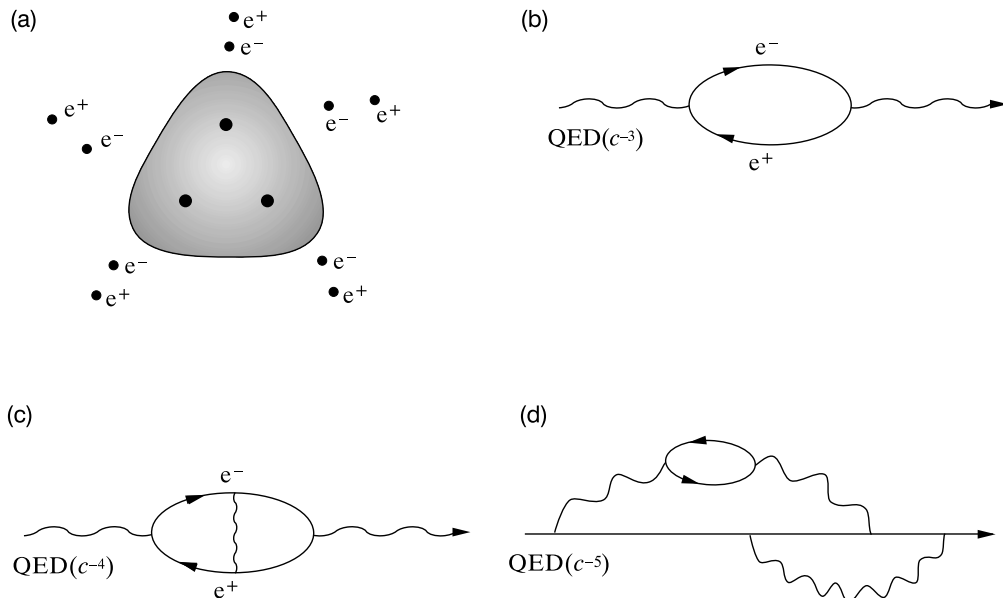 (a)
e⁺
e⁻
e⁺
e⁻
e⁻
e⁺
e⁻
e⁺
e⁻
e⁺
(b)
e⁻
QED(c⁻³)
e⁺
(c)
e⁻
QED(c⁻⁴)
e⁺
(d)
QED(c⁻⁵)